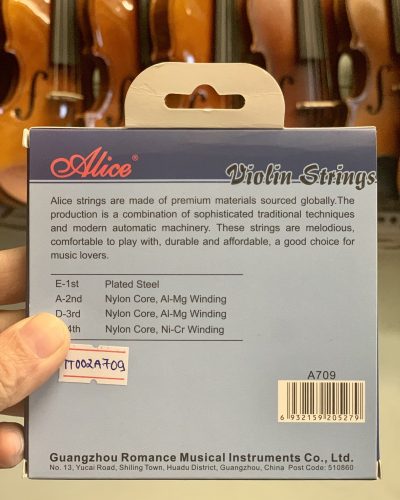 Alice®
Violin Strings
Alice strings are made of premium materials sourced globally.The
production is a combination of sophisticated traditional techniques
and modern automatic machinery. These strings are melodious,
comfortable to play with, durable and affordable, a good choice for
music lovers.
E-1st Plated Steel
A-2nd Nylon Core, Al-Mg Winding
D-3rd Nylon Core, Al-Mg Winding
4th Nylon Core, Ni-Cr Winding
TT002A709
A709
6 932159 205279
Guangzhou Romance Musical Instruments Co., Ltd.
No. 13, Yucai Road, Shiling Town, Huadu District, Guangzhou, China Post Code: 510860